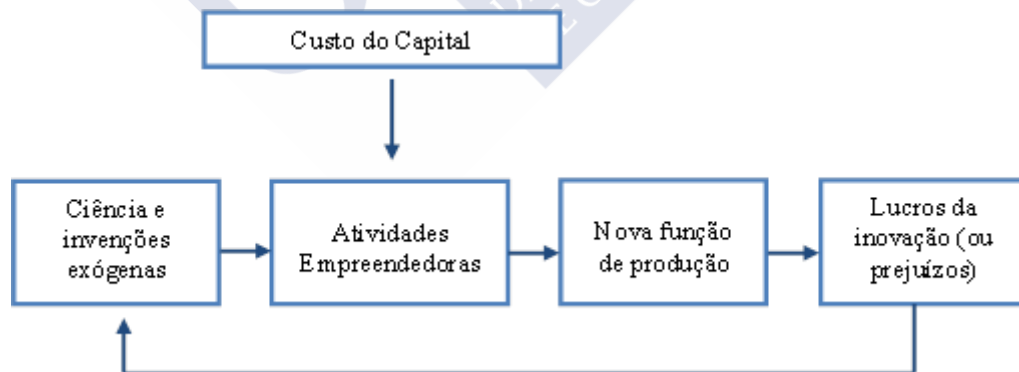 Custo do Capital
Ciência e
invenções
exógenas
Atividades
Empreendedoras
Nova função
de produção
Lucros da
inovação (ou
prejuízos)